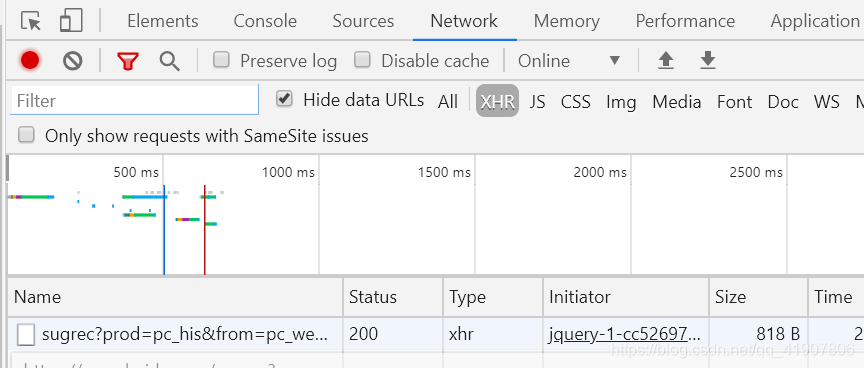 Elements Console Sources Network Memory Performance Application
Preserve log Disable cache Online
Filter Hide data URLs All XHR JS CSS Img Media Font Doc WS
Only show requests with SameSite issues
500 ms 1000 ms 1500 ms 2000 ms 2500 ms
Name Status Type Initiator Size Time
sugrec?prod=pc_his&from=pc_we... 200 xhr jquery-1-cc52697... 818 B 2
https://blog.csdn.net/qq_41907806